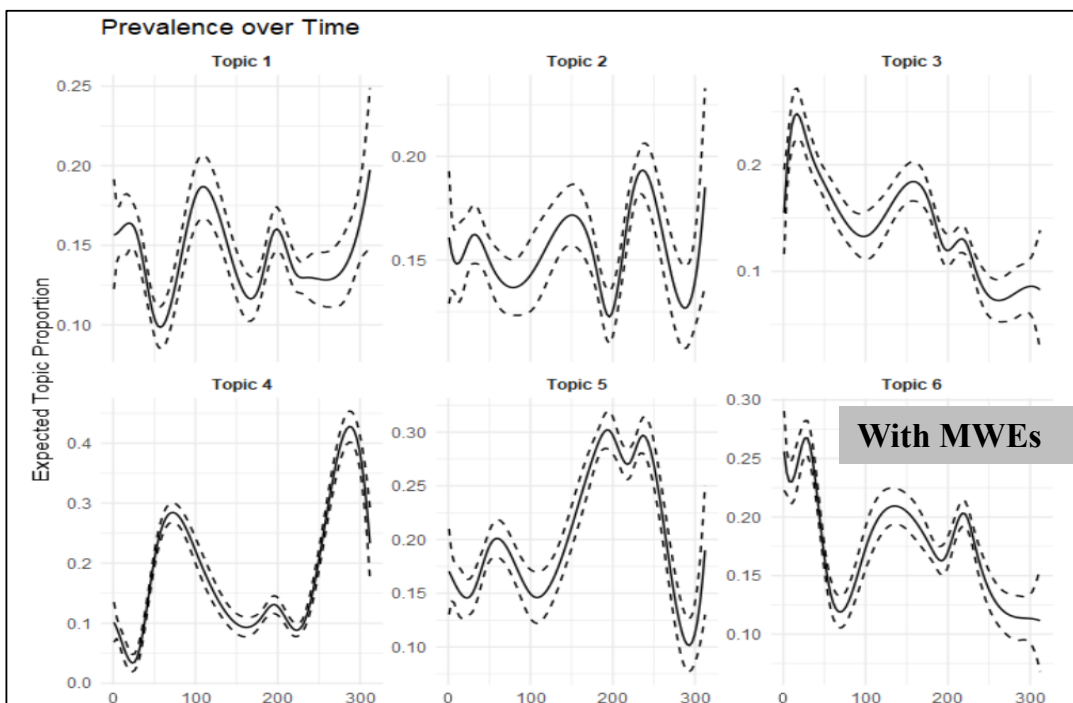 Prevalence over Time
Topic 1
Topic 2
Topic 3
0.25
0.20
0.15
0.10
0.20
0.15
0.2
0.1
Expected Topic Proportion
Topic 4
Topic 5
Topic 6
0.4
0.3
0.2
0.1
0.0
0.30
0.25
0.20
0.15
0.10
0.30
0.25
0.20
0.15
0.10
With MWEs
0 100 200 300
0 100 200 300
0 100 200 300